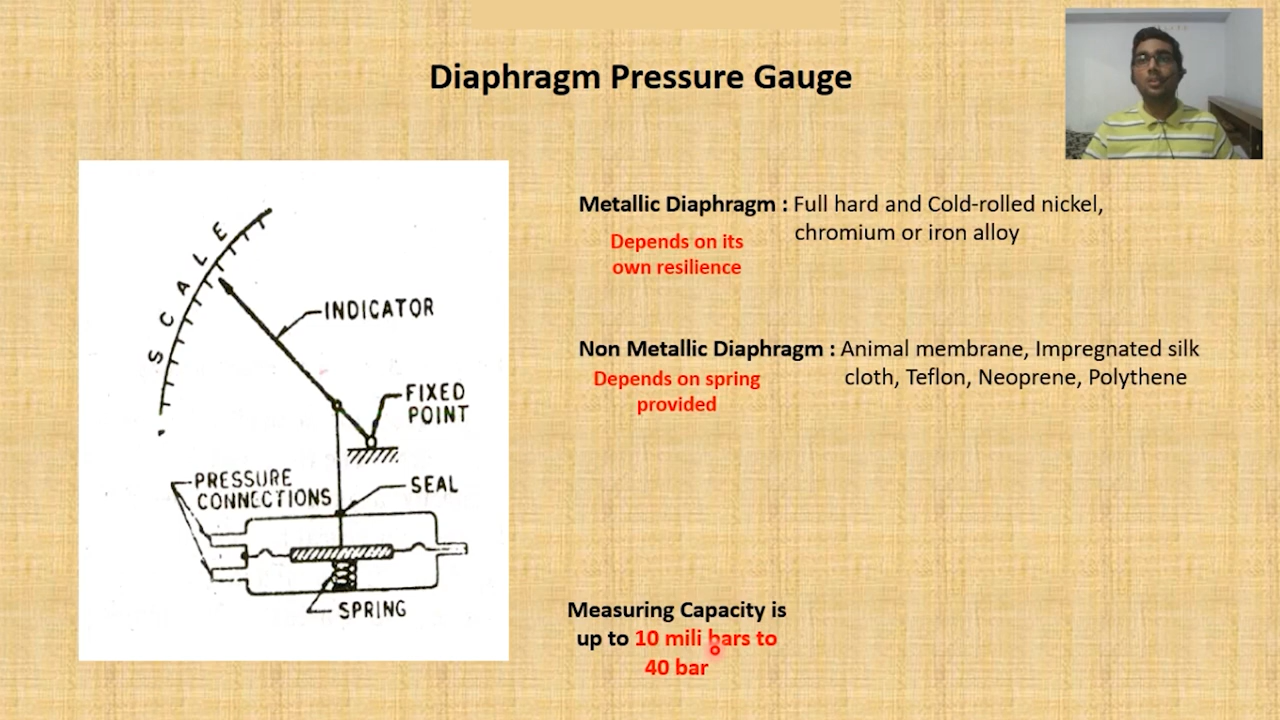 Diaphragm Pressure Gauge
SCALE
INDICATOR
FIXED
POINT
PRESSURE
CONNECTIONS
SEAL
SPRING
Metallic Diaphragm : Full hard and Cold-rolled nickel,
chromium or iron alloy
Depends on its
own resilience
Non Metallic Diaphragm : Animal membrane, Impregnated silk
cloth, Teflon, Neoprene, Polythene
Depends on spring
provided
Measuring Capacity is
up to 10 mili bars to
40 bar